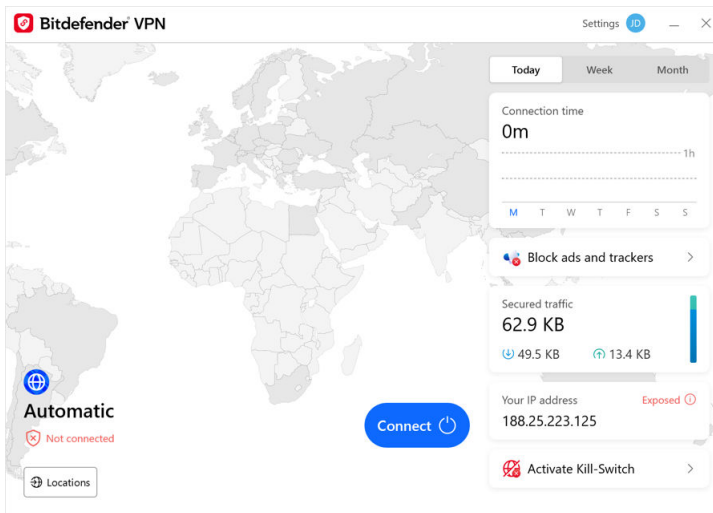 Bitdefender® VPN
Settings JD
Today Week Month
Connection time
0m
1h
M T W T F S S
Block ads and trackers
Secured traffic
62.9 KB
49.5 KB 13.4 KB
Your IP address Exposed
188.25.223.125
Activate Kill-Switch
Automatic
Not connected
Locations
Connect